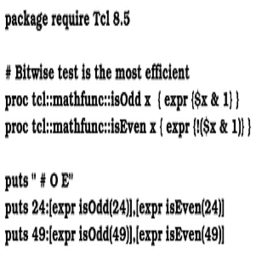 package require Tcl 8.5
# Bitwise test is the most efficient
proc tcl::mathfunc::isOdd x { expr {$x & 1} }
proc tcl::mathfunc::isEven x { expr {!($x & 1)} }
puts " # O E"
puts 24:[expr isOdd(24)],[expr isEven(24)]
puts 49:[expr isOdd(49)],[expr isEven(49)]